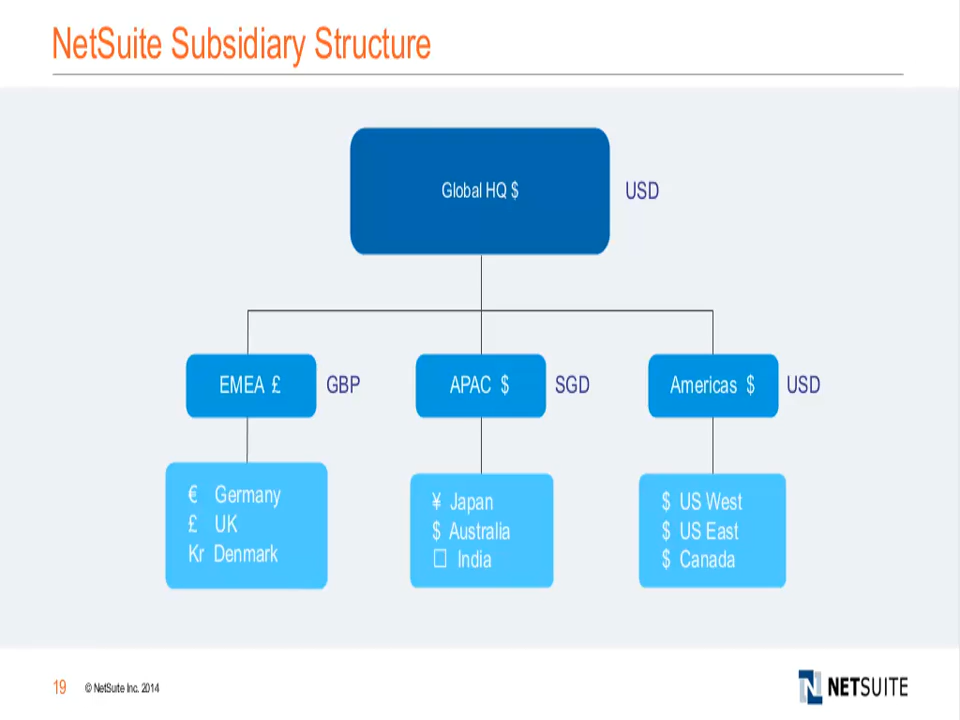 NetSuite Subsidiary Structure
Global HQ $
USD
EMEA £
GBP
APAC $
SGD
Americas $
USD
€ Germany
£ UK
Kr Denmark
¥ Japan
$ Australia
□ India
$ US West
$ US East
$ Canada
19
© NetSuite Inc. 2014
NETSUITE